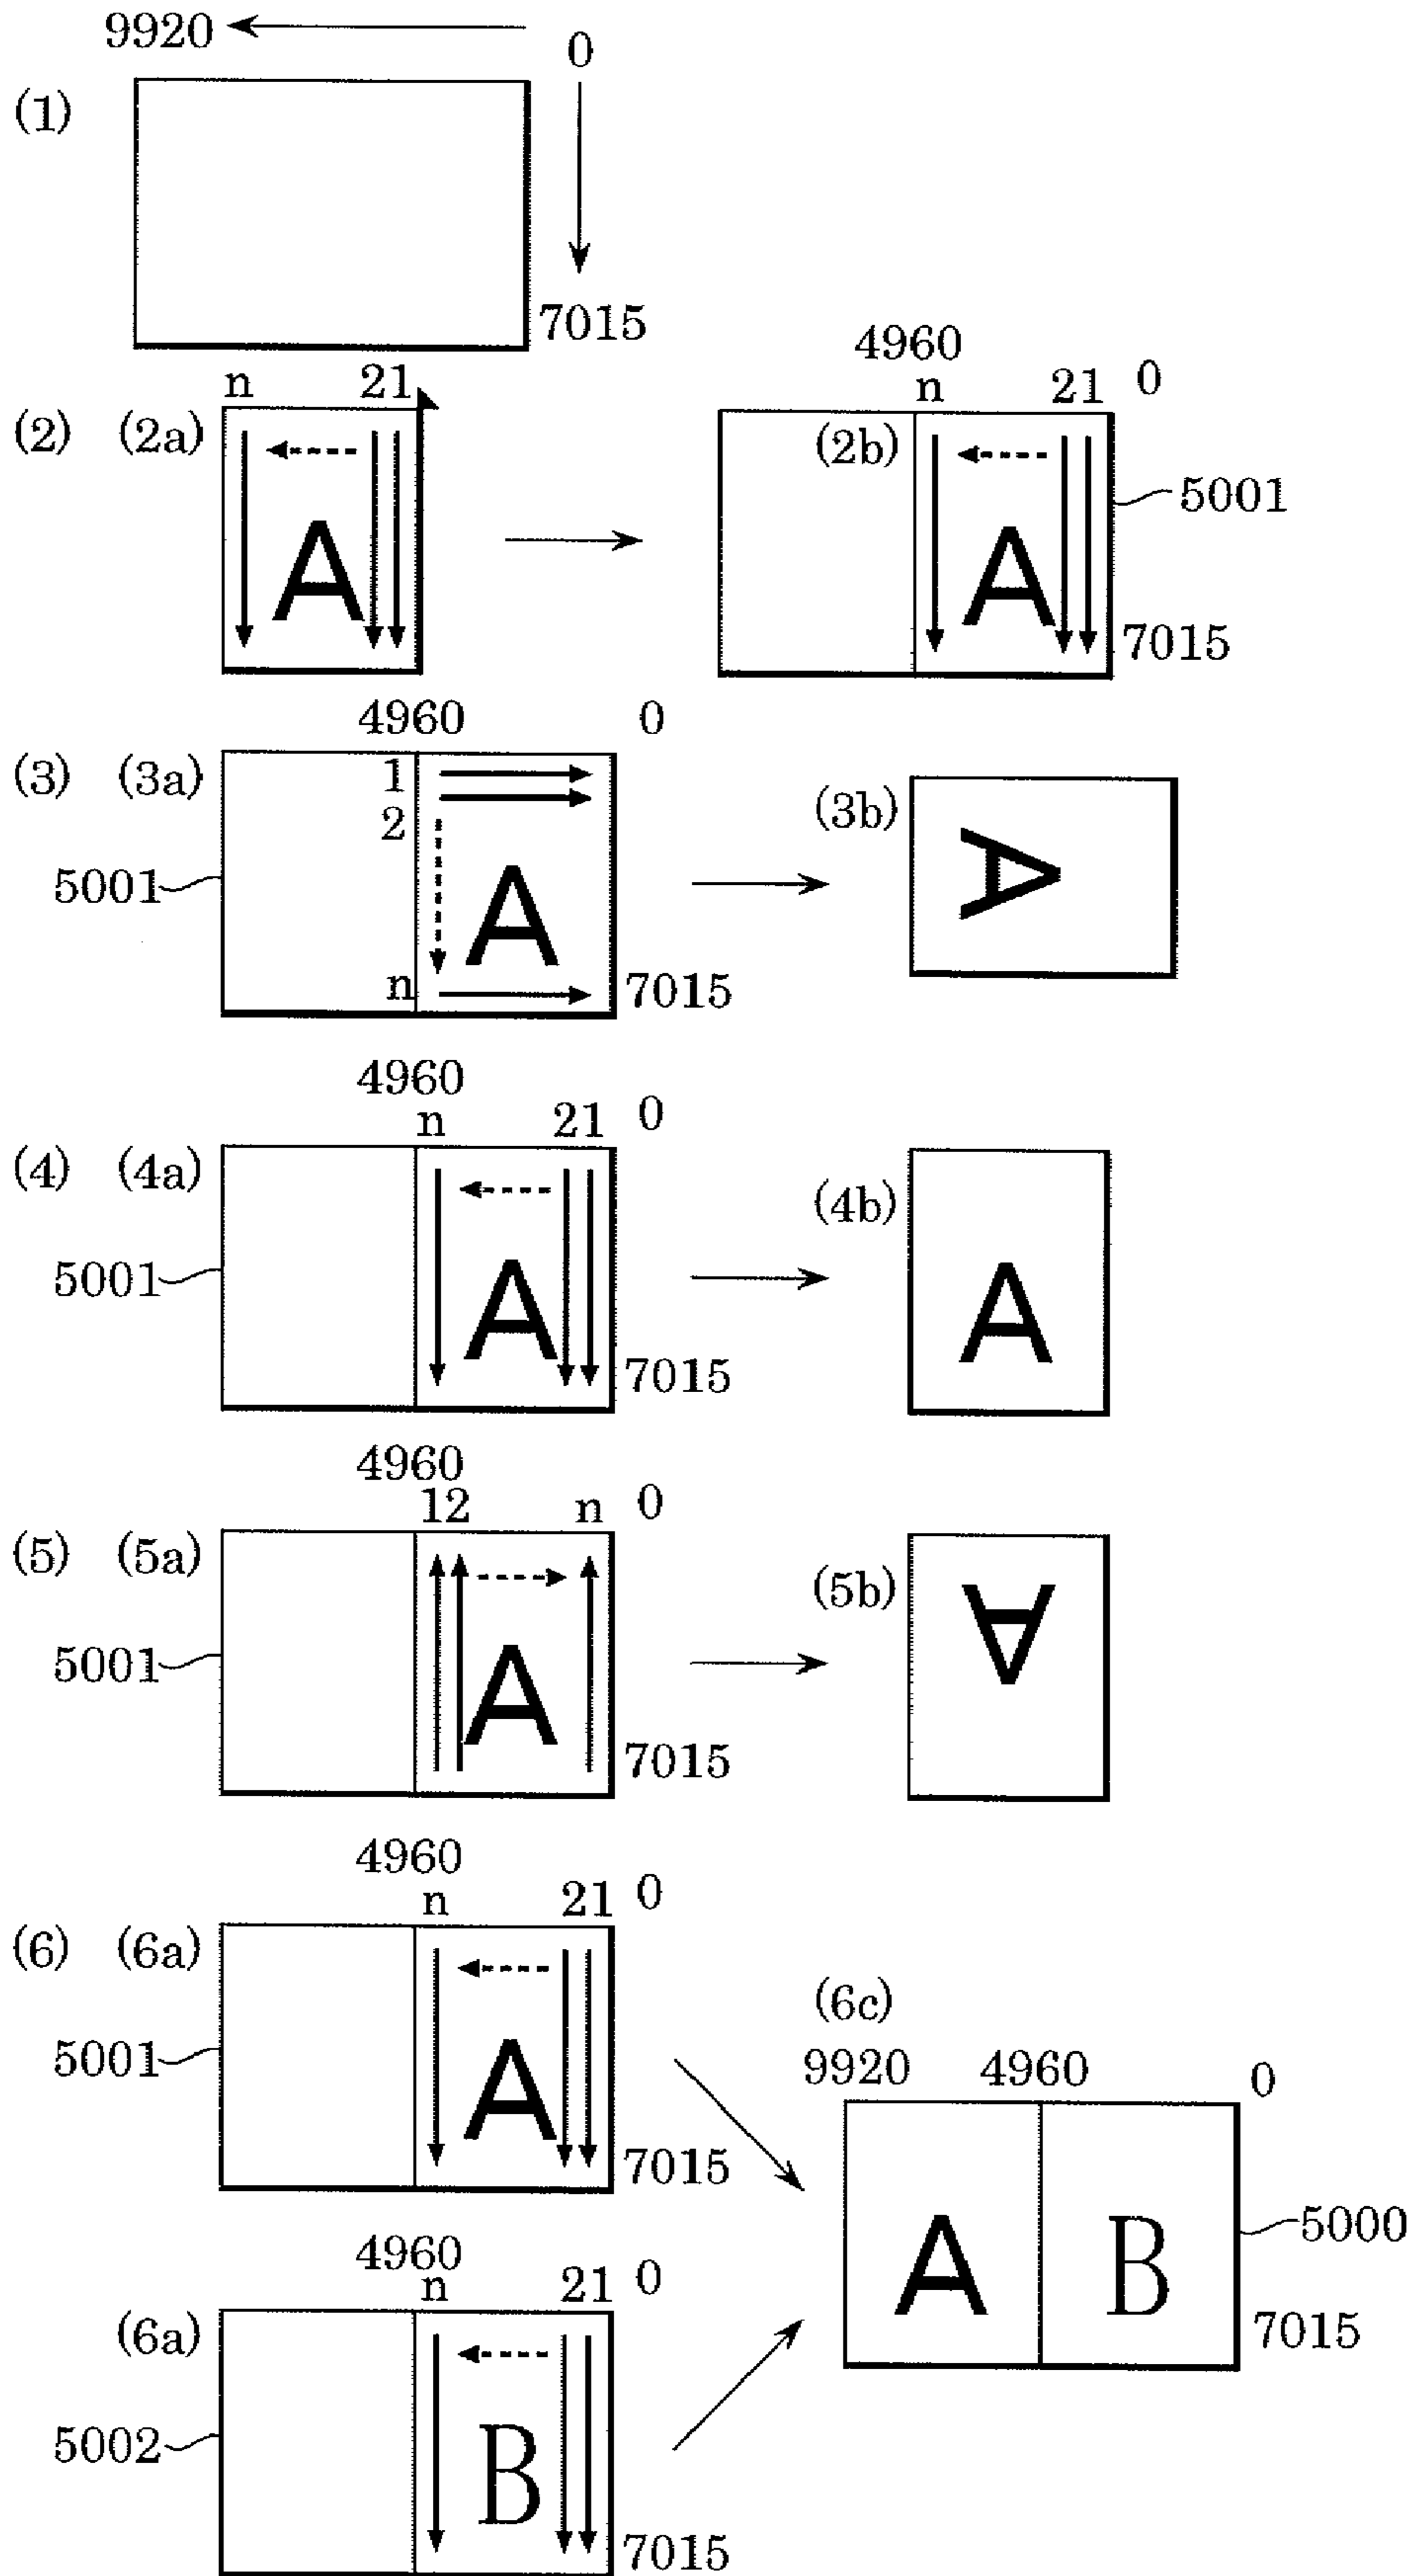 9920
0
(1)
7015
n 21
(2) (2a)
A
4960
n 21 0
(2b)
5001
A
7015
4960 0
(3) (3a)
1
2
5001
A
n
7015
(3b)
A
4960
n 21 0
(4) (4a)
5001
A
7015
(4b)
A
4960
12 n 0
(5) (5a)
5001
A
7015
(5b)
A
4960
n 21 0
(6) (6a)
5001
A
7015
(6c)
9920 4960 0
A B
5000
7015
4960
n 21 0
(6a)
5002
B
7015